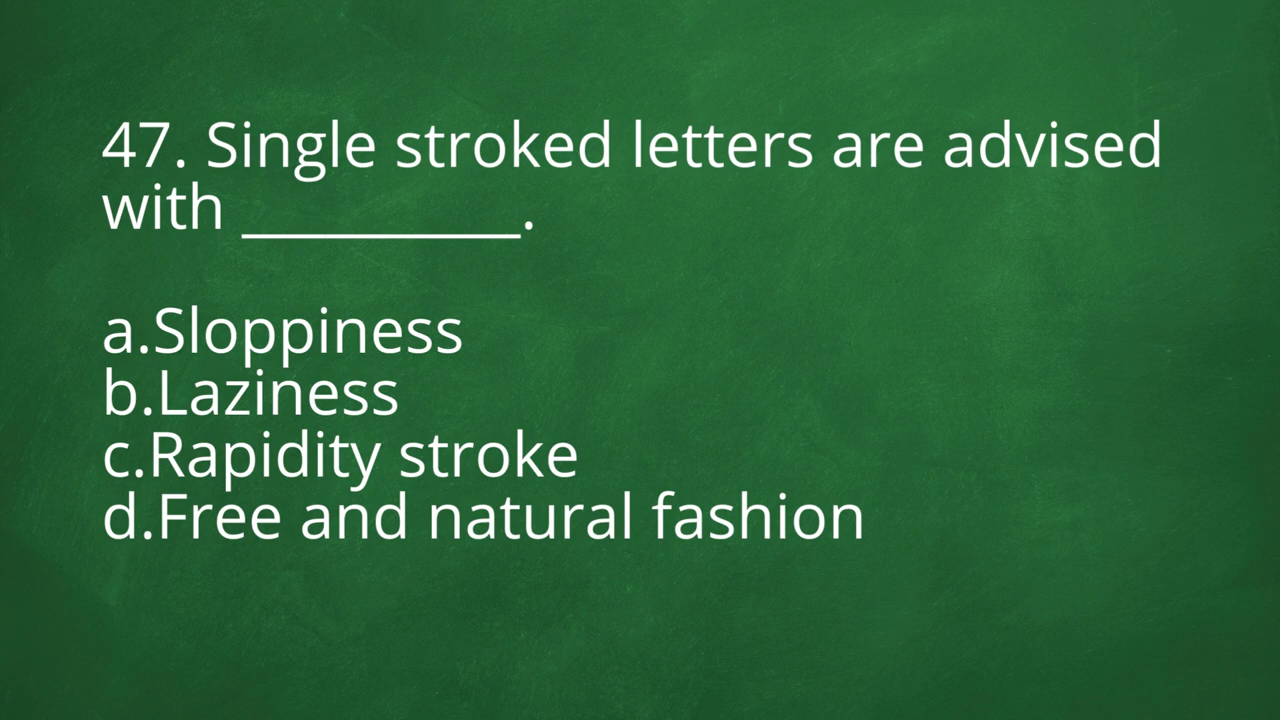 47. Single stroked letters are advised
with __________.
a.Sloppiness
b.Laziness
c.Rapidity stroke
d.Free and natural fashion